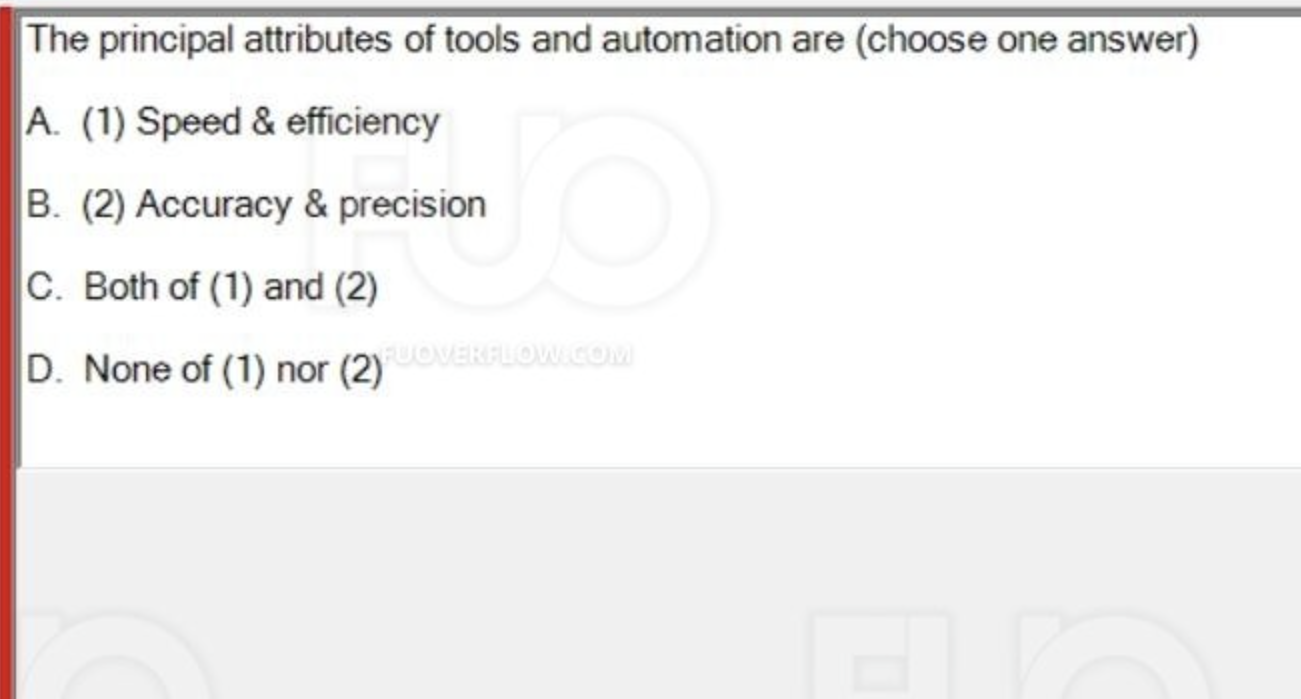 The principal attributes of tools and automation are (choose one answer)
A. (1) Speed & efficiency
B. (2) Accuracy & precision
C. Both of (1) and (2)
D. None of (1) nor (2)
FUO
FUOVERFLOW.COM